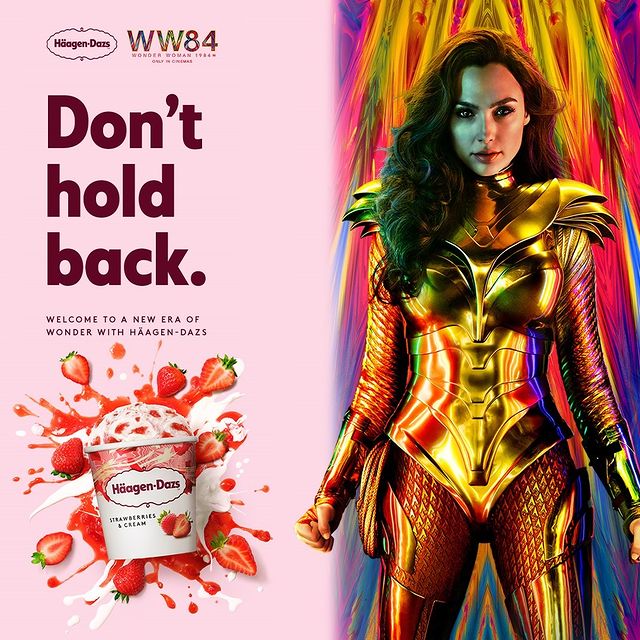 Häagen-Dazs
WW84
WONDER WOMAN 1984
ONLY IN CINEMAS
Don't
hold
back.
WELCOME TO A NEW ERA OF
WONDER WITH HÄAGEN-DAZS
Häagen-Dazs
STRAWBERRIES
& CREAM